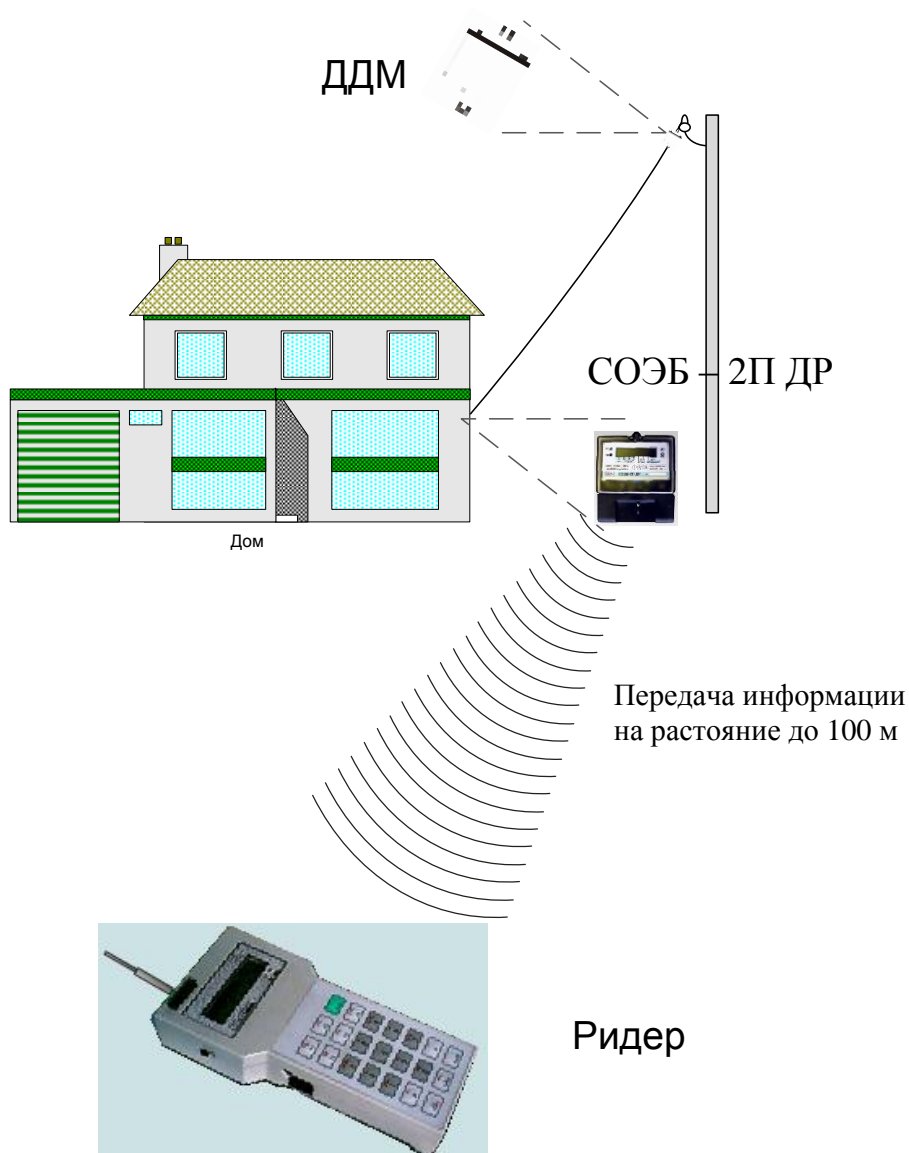 ДДМ
СОЭБ – 2П ДР
Дом
Передача информации
на растояние до 100 м
Ридер